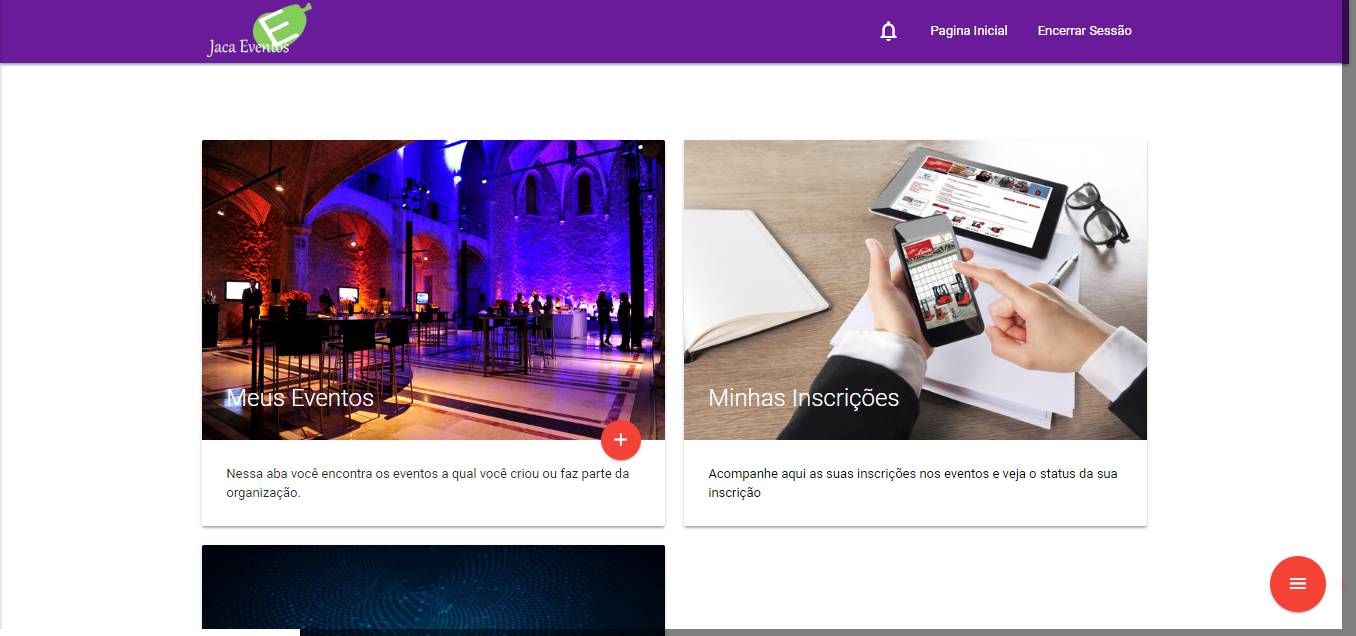 Jaca Eventos
Pagina Inicial
Encerrar Sessão
Meus Eventos
Minhas Inscrições
Nessa aba você encontra os eventos a qual você criou ou faz parte da
organização.
Acompanhe aqui as suas inscrições nos eventos e veja o status da sua
inscrição